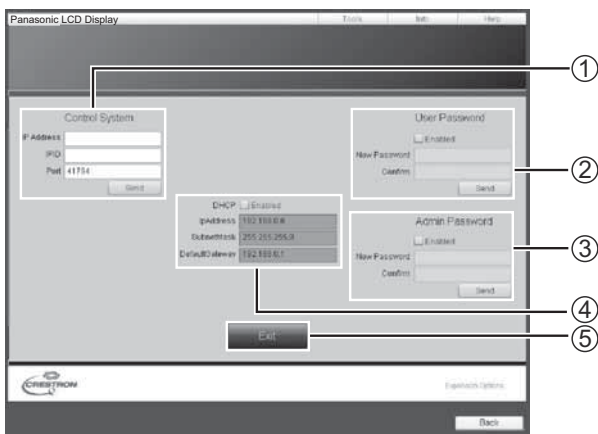 Panasonic LCD Display
Tools Info Help
①
Control System
User Password
IP Address
Enabled
IPID
New Password
②
Port 41794
Confirm
Send
Send
DHCP Enabled
Admin Password
IpAddress 192.168.0.8
Enabled
SubnetMask 255.255.255.0
③
DefaultGateway 192.168.0.1
New Password
Confirm
Send
④
Exit
⑤
CRESTRON
Expansion Options
Back